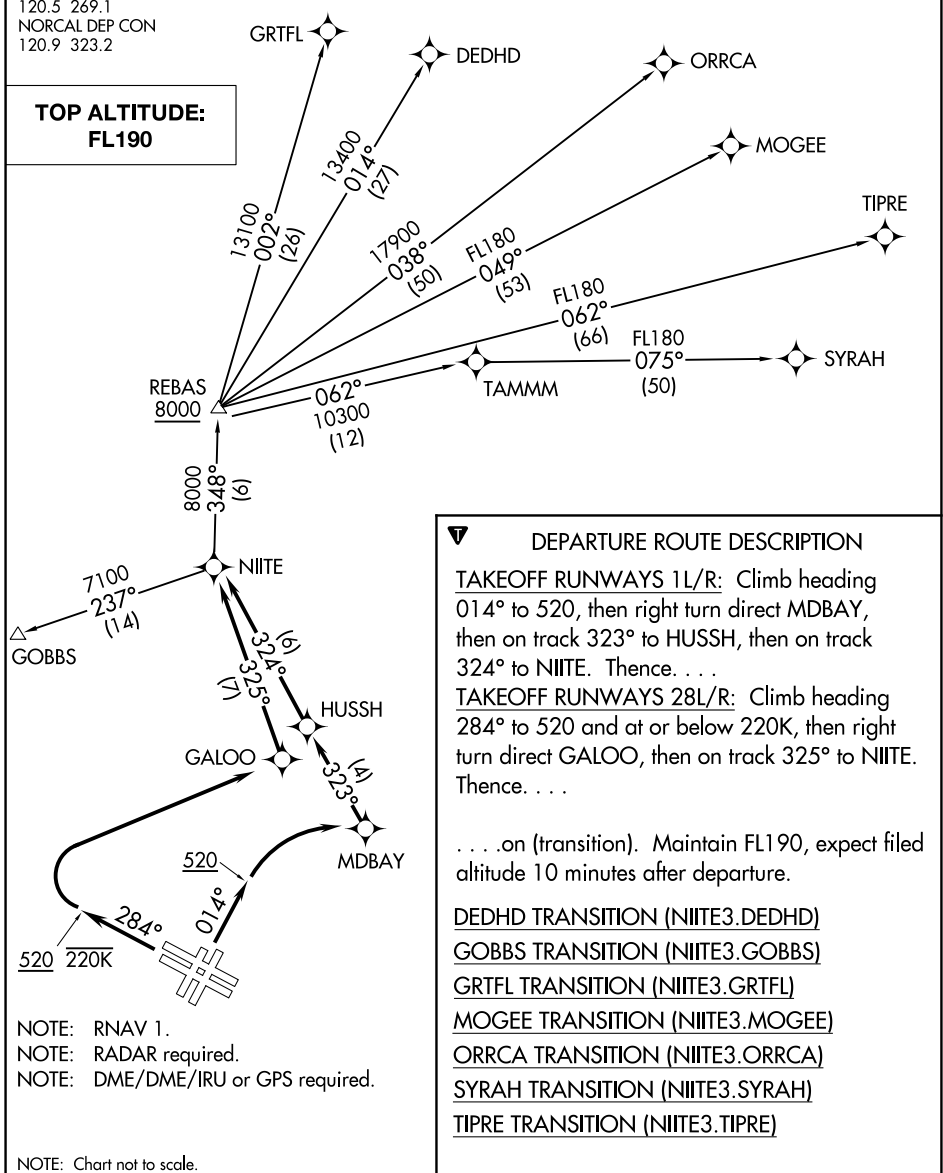 120.5 269.1
NORCAL DEP CON
120.9 323.2
TOP ALTITUDE:
FL190
GRTFL
DEDHD
ORRCA
MOGEE
TIPRE
13100
002°
(26)
13400
014°
(27)
17900
038°
(50)
FL180
049°
(53)
FL180
062°
(66)
FL180
075°
(50)
SYRAH
TAMMM
REBAS
8000
062°
10300
(12)
8000
348°
(6)
NIITE
7100
237°
(14)
GOBBS
324°
(6)
325°
(7)
HUSSH
GALOO
323°
(4)
MDBAY
520
014°
284°
520 220K
NOTE: RNAV 1.
NOTE: RADAR required.
NOTE: DME/DME/IRU or GPS required.
NOTE: Chart not to scale.
T
DEPARTURE ROUTE DESCRIPTION
TAKEOFF RUNWAYS 1L/R: Climb heading
014° to 520, then right turn direct MDBAY,
then on track 323° to HUSSH, then on track
324° to NIITE. Thence. . . .
TAKEOFF RUNWAYS 28L/R: Climb heading
284° to 520 and at or below 220K, then right
turn direct GALOO, then on track 325° to NIITE.
Thence. . . .
. . . .on (transition). Maintain FL190, expect filed
altitude 10 minutes after departure.
DEDHD TRANSITION (NIITE3.DEDHD)
GOBBS TRANSITION (NIITE3.GOBBS)
GRTFL TRANSITION (NIITE3.GRTFL)
MOGEE TRANSITION (NIITE3.MOGEE)
ORRCA TRANSITION (NIITE3.ORRCA)
SYRAH TRANSITION (NIITE3.SYRAH)
TIPRE TRANSITION (NIITE3.TIPRE)